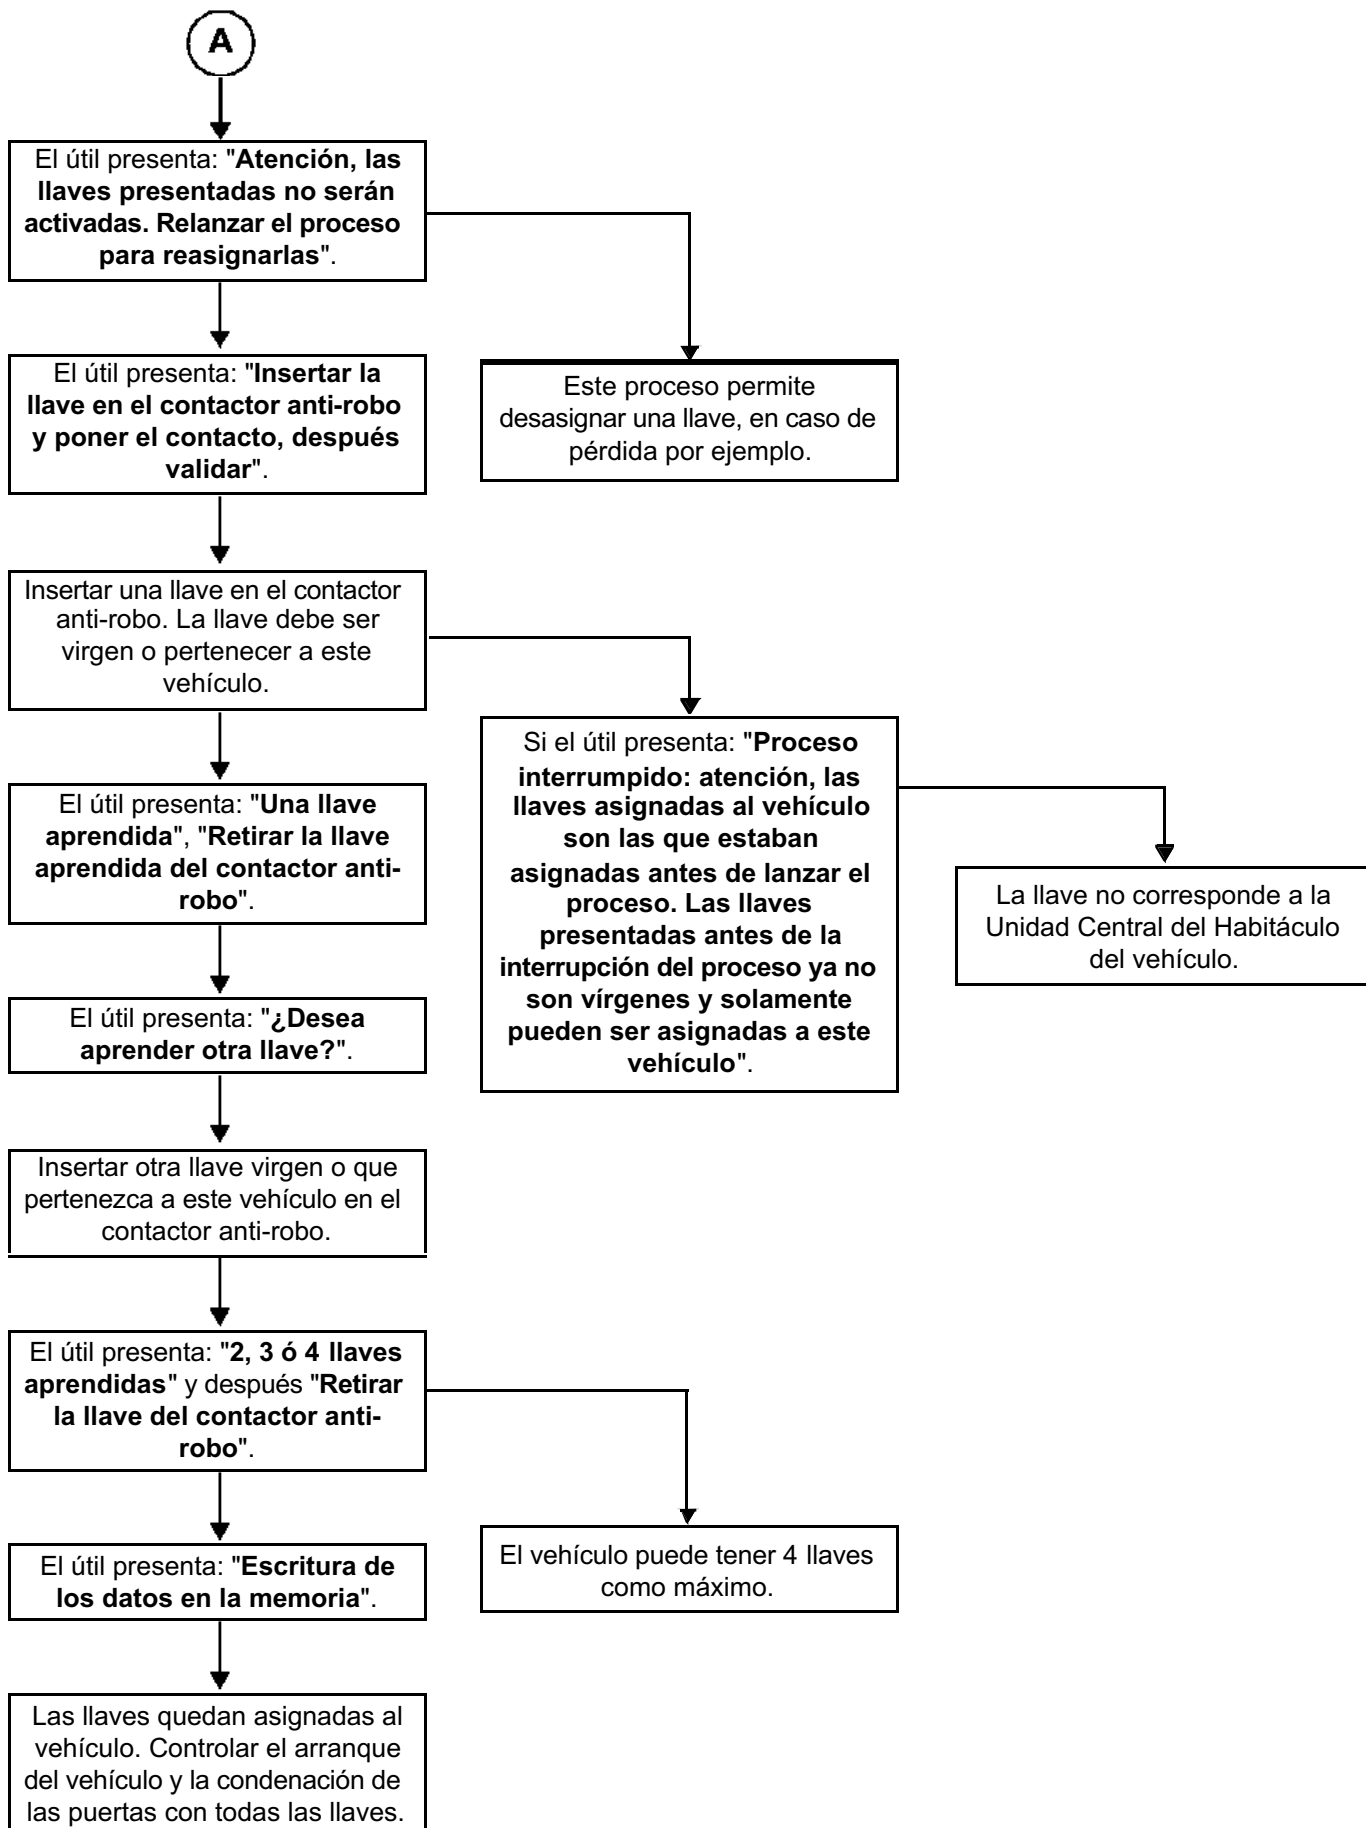 A
El útil presenta: "Atención, las
llaves presentadas no serán
activadas. Relanzar el proceso
para reasignarlas".
El útil presenta: "Insertar la
llave en el contactor anti-robo
y poner el contacto, después
validar".
Este proceso permite
desasignar una llave, en caso de
pérdida por ejemplo.
Insertar una llave en el contactor
anti-robo. La llave debe ser
virgen o pertenecer a este
vehículo.
Si el útil presenta: "Proceso
interrumpido: atención, las
llaves asignadas al vehículo
son las que estaban
asignadas antes de lanzar el
proceso. Las llaves
presentadas antes de la
interrupción del proceso ya no
son vírgenes y solamente
pueden ser asignadas a este
vehículo".
La llave no corresponde a la
Unidad Central del Habitáculo
del vehículo.
El útil presenta: "Una llave
aprendida", "Retirar la llave
aprendida del contactor anti-
robo".
El útil presenta: "¿Desea
aprender otra llave?".
Insertar otra llave virgen o que
pertenezca a este vehículo en el
contactor anti-robo.
El útil presenta: "2, 3 ó 4 llaves
aprendidas" y después "Retirar
la llave del contactor anti-
robo".
El vehículo puede tener 4 llaves
como máximo.
El útil presenta: "Escritura de
los datos en la memoria".
Las llaves quedan asignadas al
vehículo. Controlar el arranque
del vehículo y la condenación de
las puertas con todas las llaves.